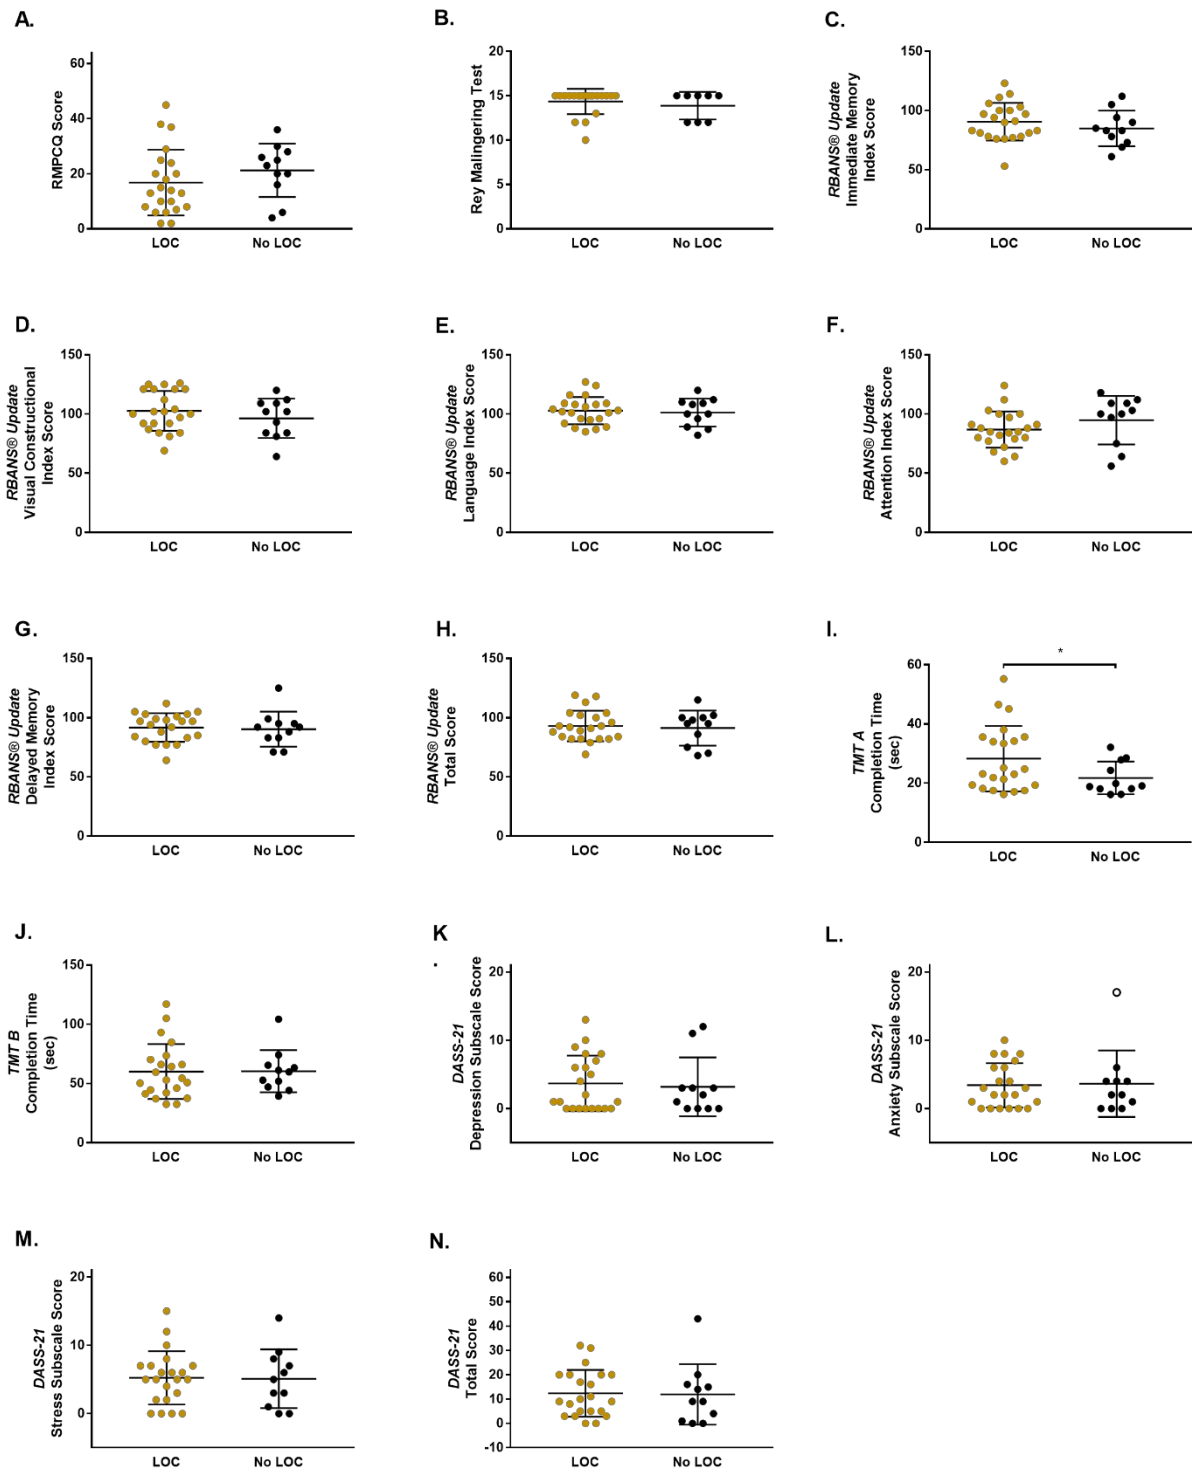 A.
RMPCQ Score
60
40
20
0
LOC
No LOC
B.
Rey Malingering Test
20
15
10
5
0
LOC
No LOC
C.
RBANS® Update
Immediate Memory
Index Score
150
100
50
0
LOC
No LOC
D.
RBANS® Update
Visual Constructional
Index Score
150
100
50
0
LOC
No LOC
E.
RBANS® Update
Language Index Score
150
100
50
0
LOC
No LOC
F.
RBANS® Update
Attention Index Score
150
100
50
0
LOC
No LOC
G.
RBANS® Update
Delayed Memory
Index Score
150
100
50
0
LOC
No LOC
H.
RBANS® Update
Total Score
150
100
50
0
LOC
No LOC
I.
TMT A
Completion Time
(sec)
60
40
20
0
*
LOC
No LOC
J.
TMT B
Completion Time
(sec)
150
100
50
0
LOC
No LOC
K
.
DASS-21
Depression Subscale Score
20
10
0
LOC
No LOC
L.
DASS-21
Anxiety Subscale Score
20
10
0
LOC
No LOC
M.
DASS-21
Stress Subscale Score
20
10
0
LOC
No LOC
N.
DASS-21
Total Score
60
50
40
30
20
10
0
-10
LOC
No LOC